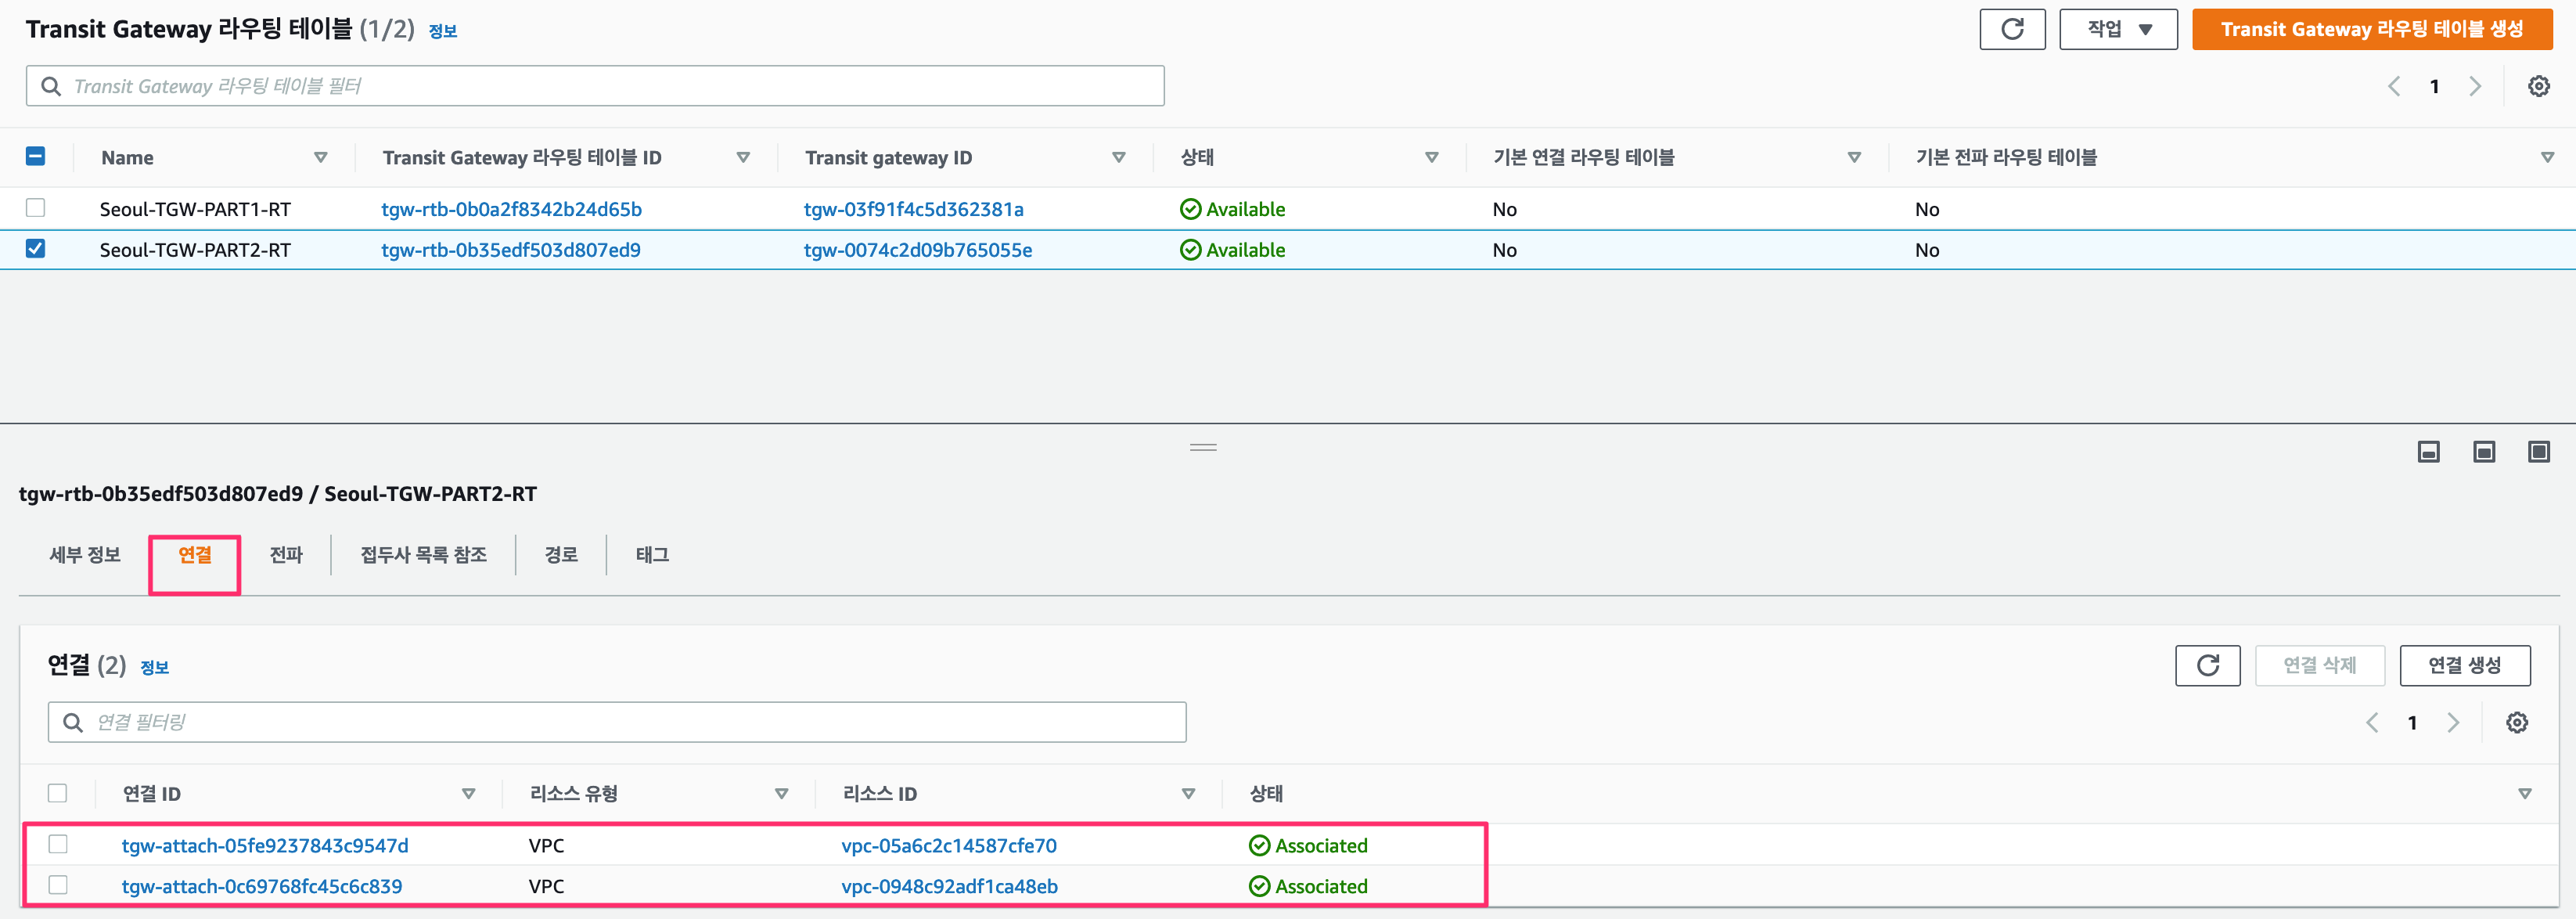 Transit Gateway 라우팅 테이블 (1/2) 정보
작업
Transit Gateway 라우팅 테이블 생성
Transit Gateway 라우팅 테이블 필터
1
Name Transit Gateway 라우팅 테이블 ID Transit gateway ID 상태 기본 연결 라우팅 테이블 기본 전파 라우팅 테이블
Seoul-TGW-PART1-RT tgw-rtb-0b0a2f8342b24d65b tgw-03f91f4c5d362381a Available No No
Seoul-TGW-PART2-RT tgw-rtb-0b35edf503d807ed9 tgw-0074c2d09b765055e Available No No
tgw-rtb-0b35edf503d807ed9 / Seoul-TGW-PART2-RT
세부 정보 연결 전파 접두사 목록 참조 경로 태그
연결 (2) 정보
연결 삭제 연결 생성
연결 필터링
1
연결 ID 리소스 유형 리소스 ID 상태
tgw-attach-05fe9237843c9547d VPC vpc-05a6c2c14587cfe70 Associated
tgw-attach-0c69768fc45c6c839 VPC vpc-0948c92adf1ca48eb Associated